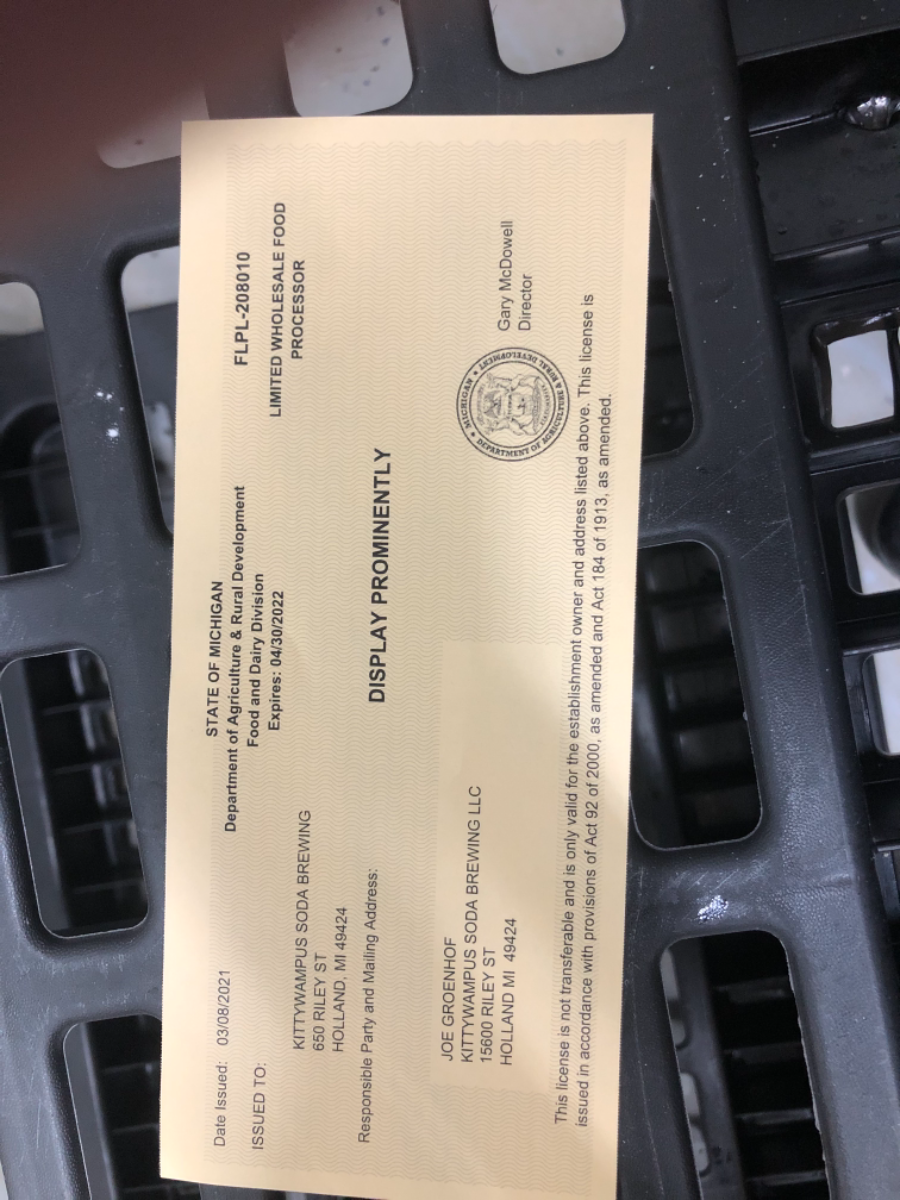 STATE OF MICHIGAN
Department of Agriculture & Rural Development
Food and Dairy Division
Expires: 04/30/2022
Date Issued: 03/08/2021
FLPL-208010
ISSUED TO:
LIMITED WHOLESALE FOOD
PROCESSOR
KITTYWAMPUS SODA BREWING
650 RILEY ST
HOLLAND, MI 49424
Responsible Party and Mailing Address:
DISPLAY PROMINENTLY
JOE GROENHOF
KITTYWAMPUS SODA BREWING LLC
15600 RILEY ST
HOLLAND MI 49424
MICHIGAN
DEPARTMENT OF AGRICULTURE & RURAL DEVELOPMENT
Gary McDowell
Director
This license is not transferable and is only valid for the establishment owner and address listed above. This license is
issued in accordance with provisions of Act 92 of 2000, as amended and Act 184 of 1913, as amended.